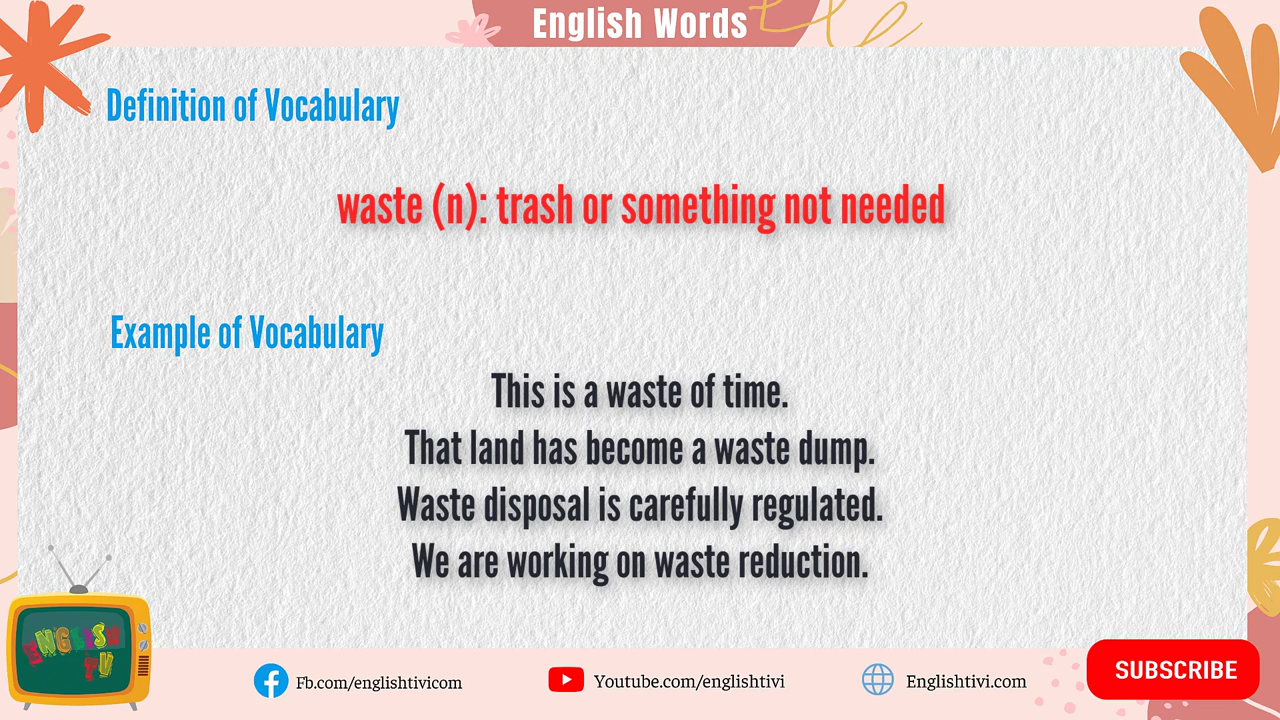 English Words
Definition of Vocabulary
waste (n): trash or something not needed
Example of Vocabulary
This is a waste of time.
That land has become a waste dump.
Waste disposal is carefully regulated.
We are working on waste reduction.
ENGLISH
TV
Fb.com/englishtivicom
Youtube.com/englishtivi
Englishtivi.com
SUBSCRIBE